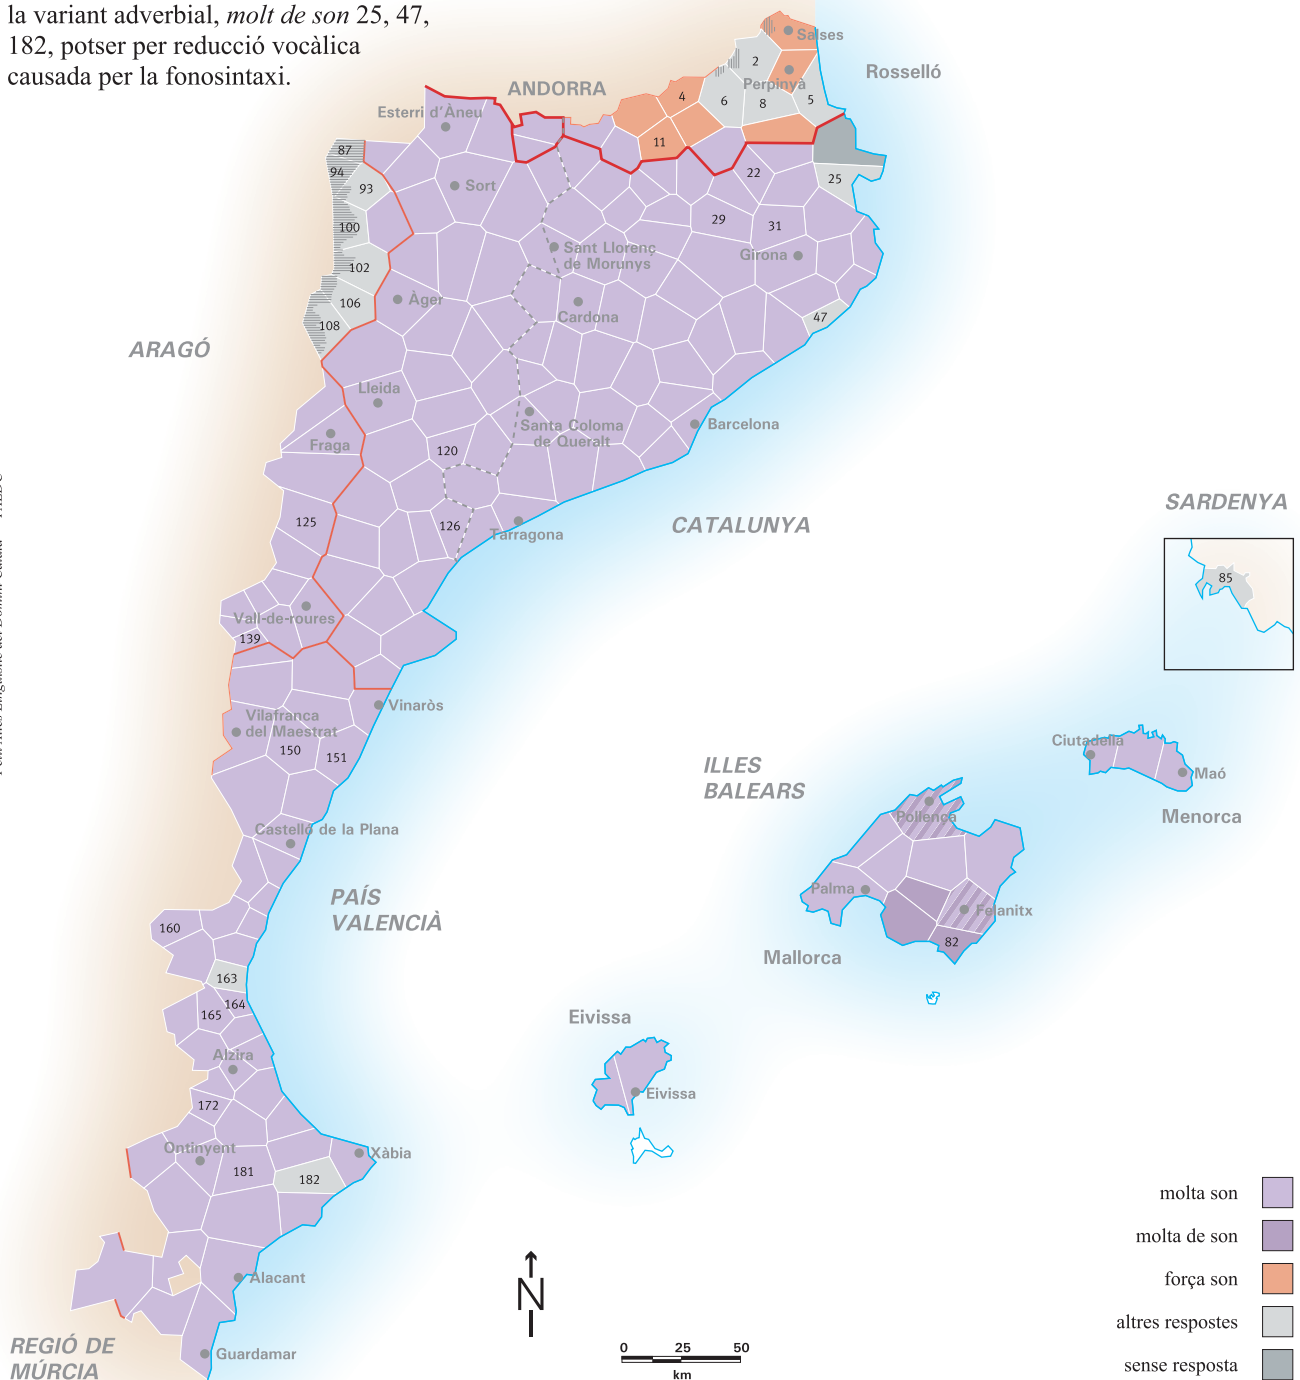 la variant adverbial, molt de son 25, 47,
182, potser per reducció vocàlica
causada per la fonosintaxi.
Salses
2
Rosselló
Perpinyà
ANDORRA
4
6
8
5
Esterri d'Àneu
11
87
94
93
Sort
22
25
100
29
31
Sant Llorenç
de Morunys
Girona
102
106
Àger
108
Cardona
47
ARAGÓ
Lleida
Santa Coloma
de Queralt
Barcelona
Fraga
120
125
126
Tarragona
CATALUNYA
SARDENYA
85
Vall-de-roures
139
Vinaròs
Vilafranca
del Maestrat
150
151
ILLES
BALEARS
Ciutadella
Maó
Menorca
Pollença
Castelló de la Plana
PAÍS
VALENCIÀ
Palma
Felanitx
82
Mallorca
160
163
164
165
Eivissa
Eivissa
Alzira
172
Ontinyent
Xàbia
181
182
Alacant
Guardamar
REGIÓ DE
MÚRCIA
N
0 25 50
km
molta son
molta de son
força son
altres respostes
sense resposta